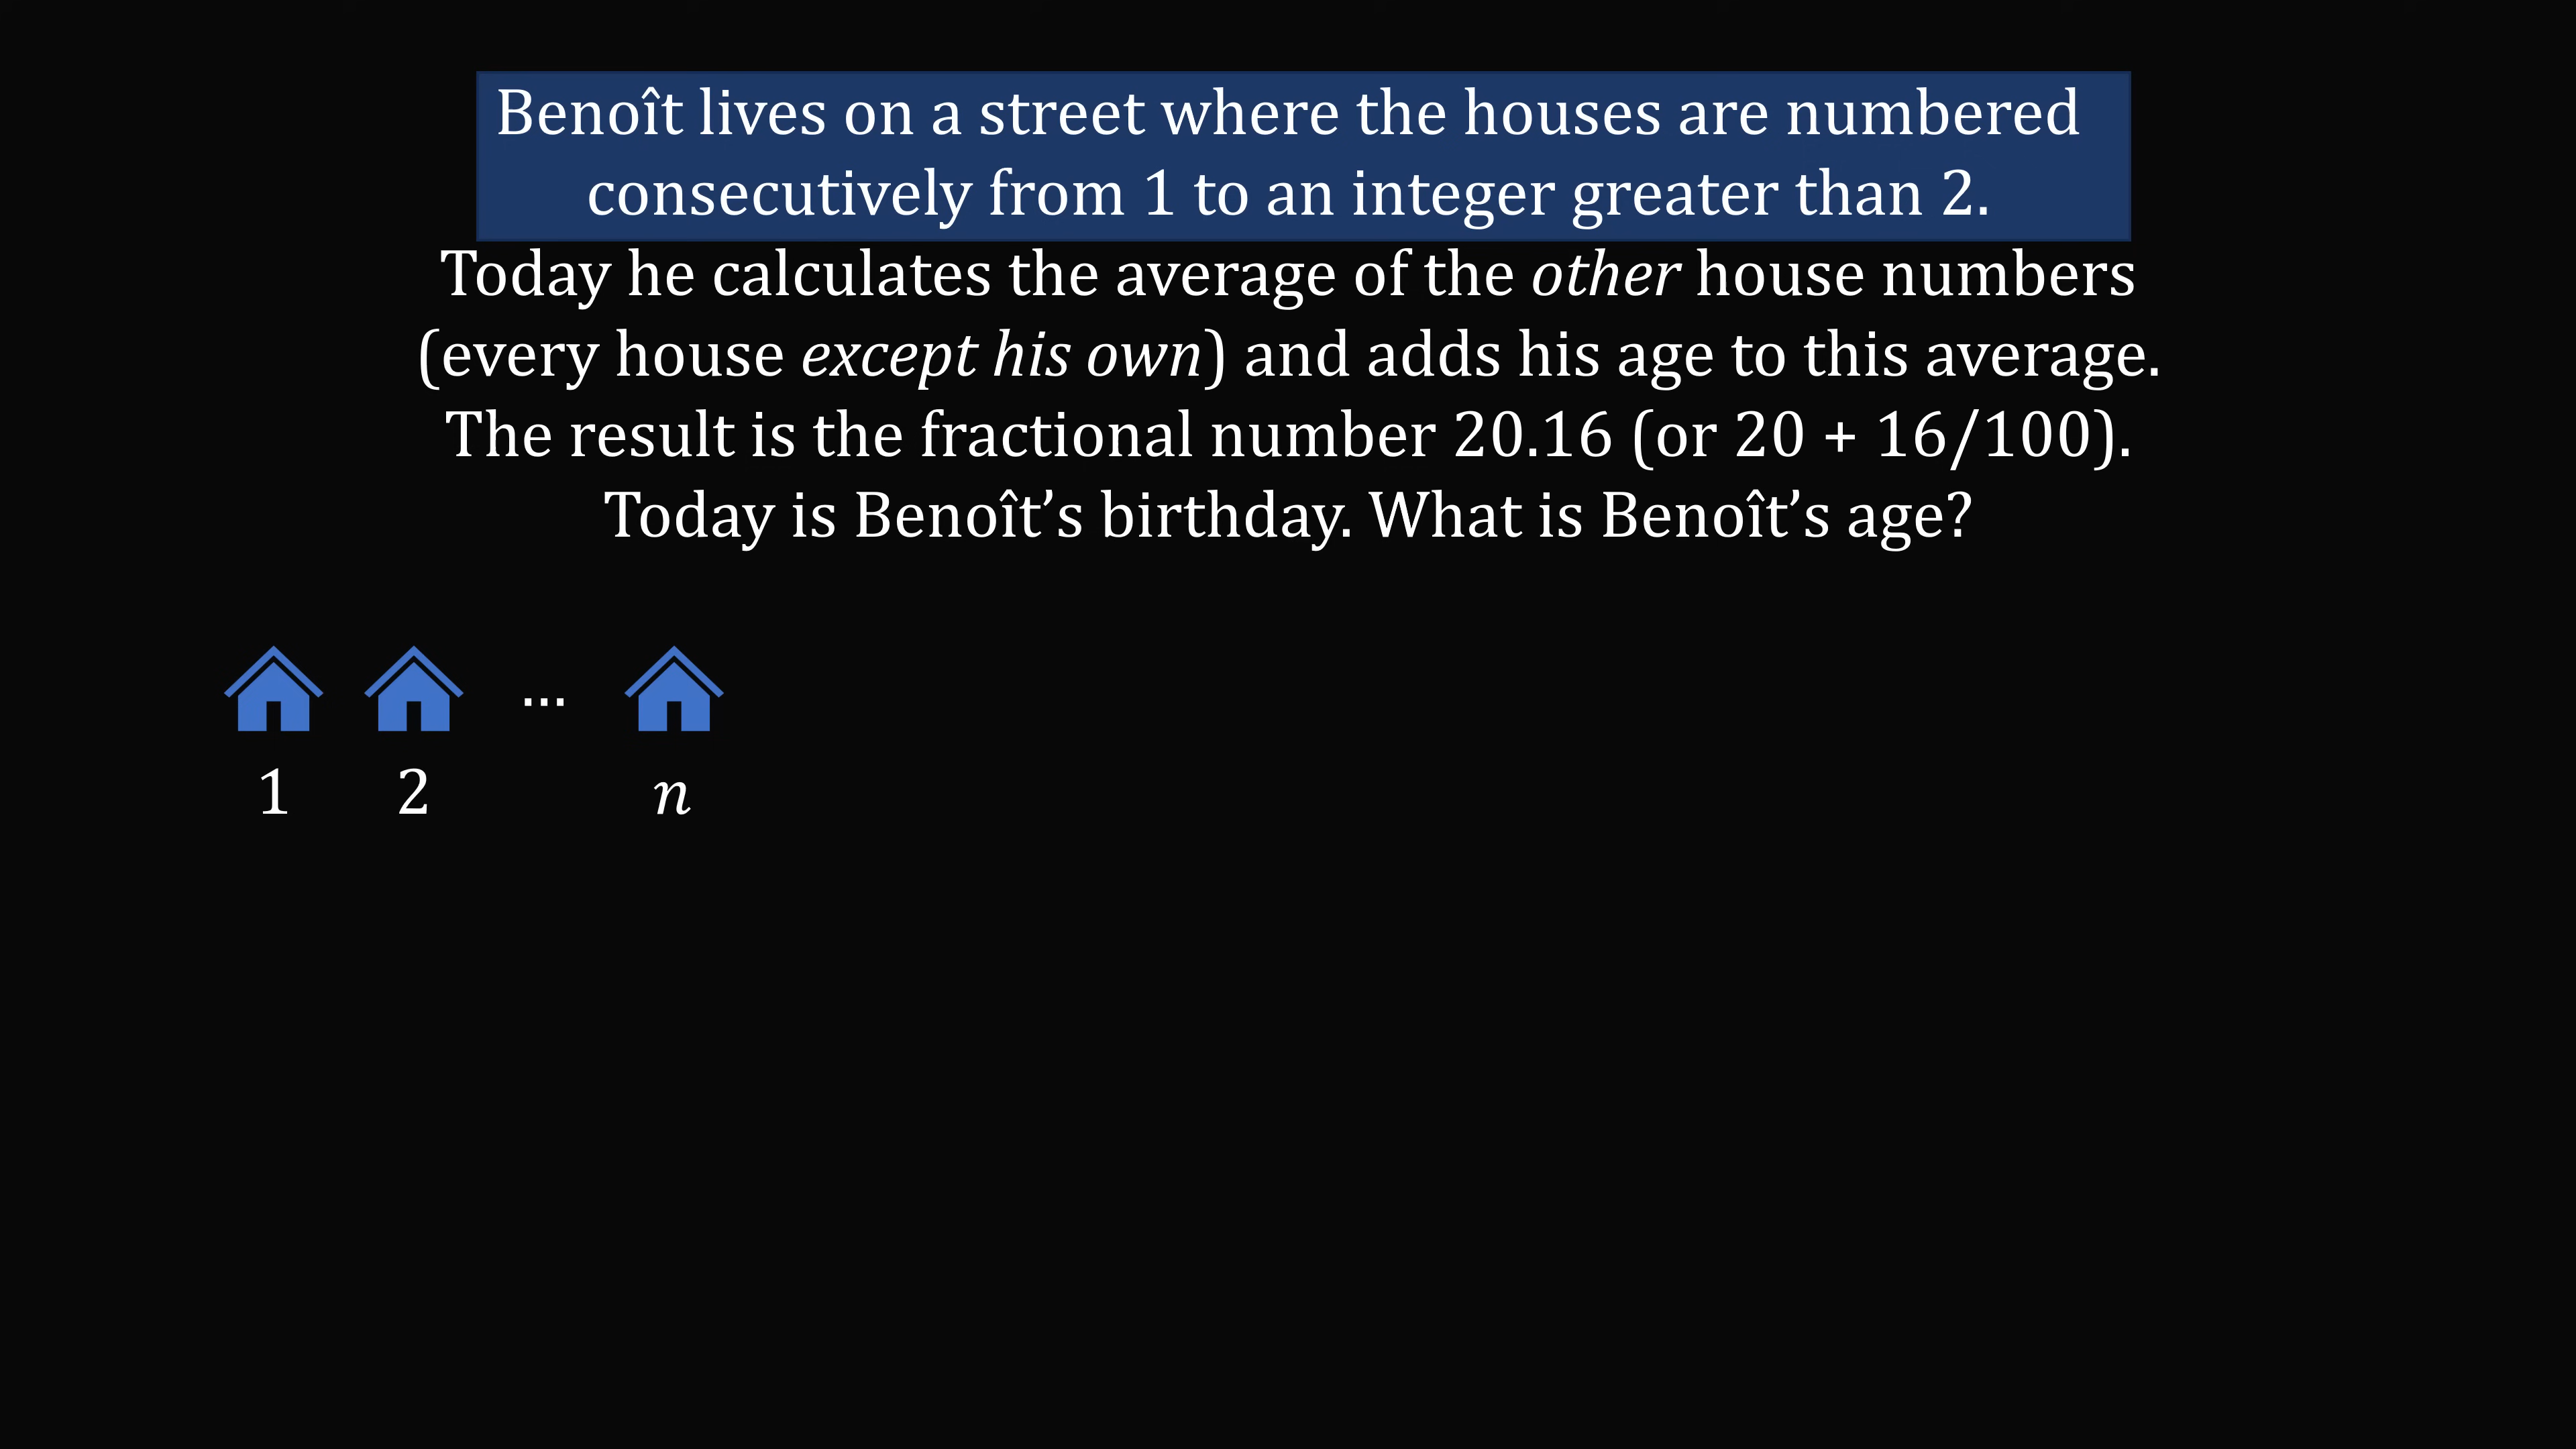 Benoît lives on a street where the houses are numbered
consecutively from 1 to an integer greater than 2.
Today he calculates the average of the other house numbers
(every house except his own) and adds his age to this average.
The result is the fractional number 20.16 (or 20 + 16/100).
Today is Benoît’s birthday. What is Benoît’s age?
...
1 2 n